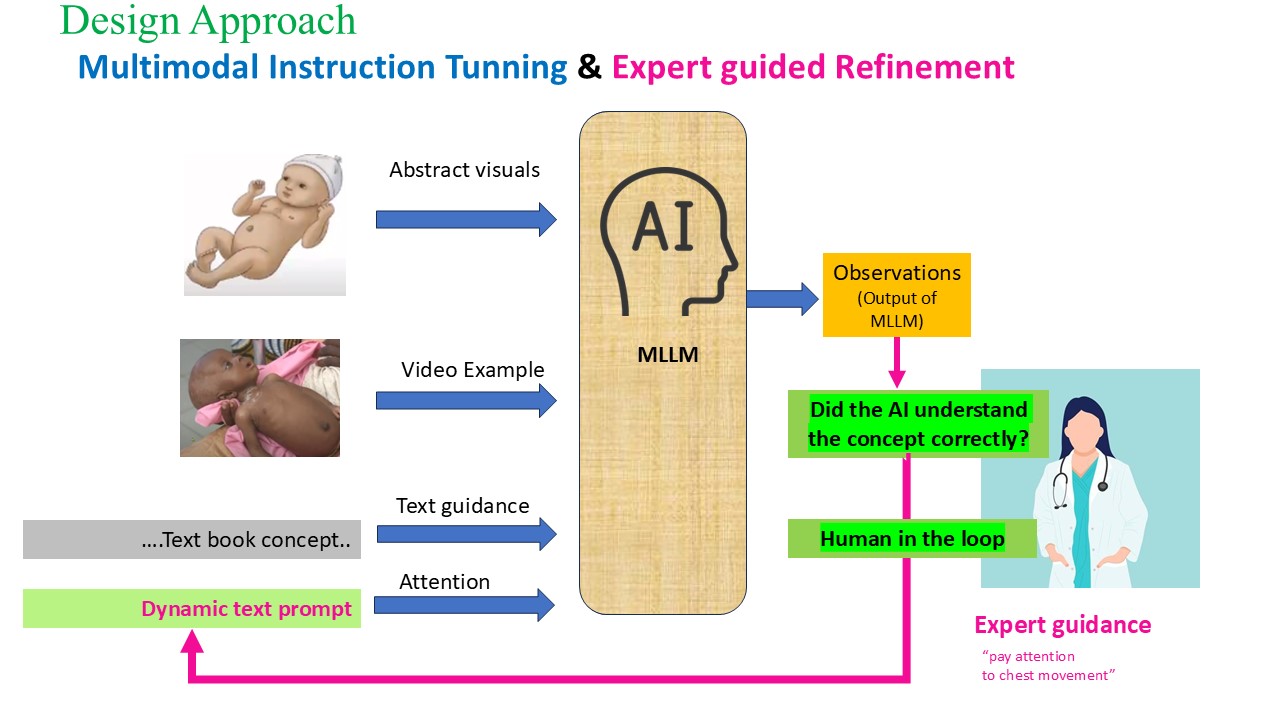 Design Approach
Multimodal Instruction Tunning & Expert guided Refinement
Abstract visuals
AI
Observations
(Output of
MLLM)
MLLM
Video Example
Did the AI understand
the concept correctly?
Text guidance
....Text book concept..
Human in the loop
Attention
Dynamic text prompt
Expert guidance
“pay attention
to chest movement”